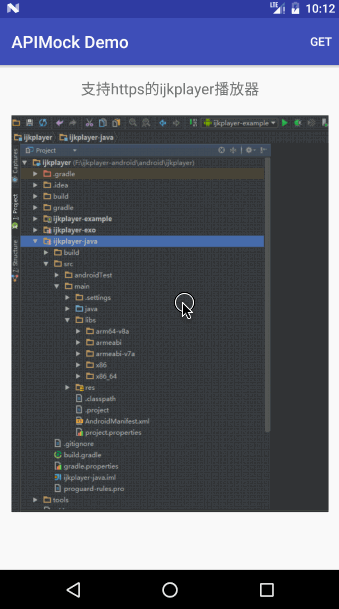 LTE 10:12
APIMock Demo
GET
支持https的ijkplayer播放器
ijkplayer-example
ijkplayer ijkplayer-java
Project
ijkplayer (F:\ijkplayer-android\android\ijkplayer)
.gradle
.idea
build
gradle
ijkplayer-example
ijkplayer-exo
ijkplayer-java
build
src
androidTest
main
.settings
java
libs
arm64-v8a
armeabi
armeabi-v7a
x86
x86_64
res
.classpath
.project
AndroidManifest.xml
project.properties
.gitignore
build.gradle
gradle.properties
ijkplayer-java.iml
proguard-rules.pro
tools
Captures
1: Project
Structure